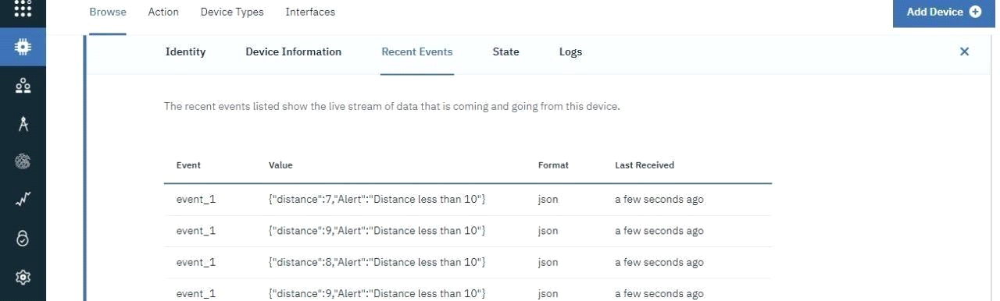 Browse Action Device Types Interfaces Add Device
Identity Device Information Recent Events State Logs
The recent events listed show the live stream of data that is coming and going from this device.
Event Value Format Last Received
event_1 {"distance":7,"Alert":"Distance less than 10"} json a few seconds ago
event_1 {"distance":9,"Alert":"Distance less than 10"} json a few seconds ago
event_1 {"distance":8,"Alert":"Distance less than 10"} json a few seconds ago
event_1 {"distance":9,"Alert":"Distance less than 10"} json a few seconds ago